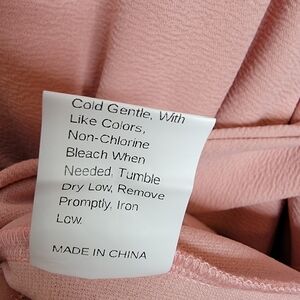 Cold Gentle, With
Like Colors,
Non-Chlorine
Bleach When
Needed, Tumble
Dry Low, Remove
Promptly, Iron
Low.
MADE IN CHINA